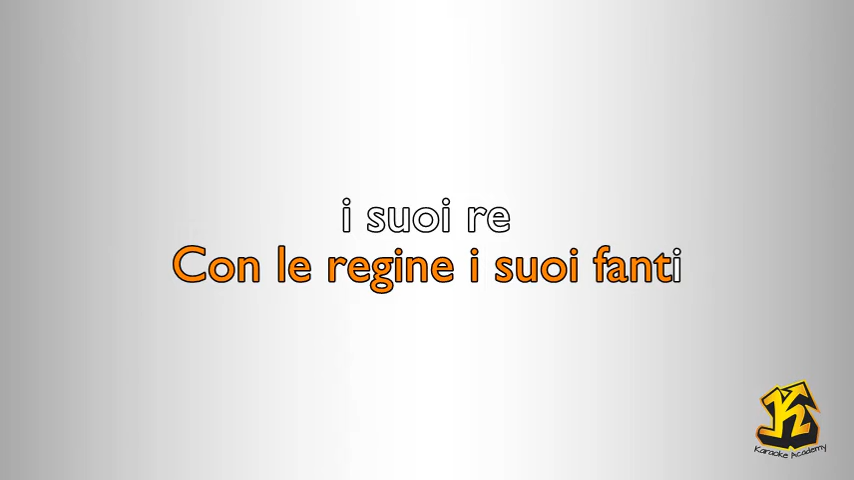 i suoi re
Con le regine i suoi fanti
K
Karaoke Academy